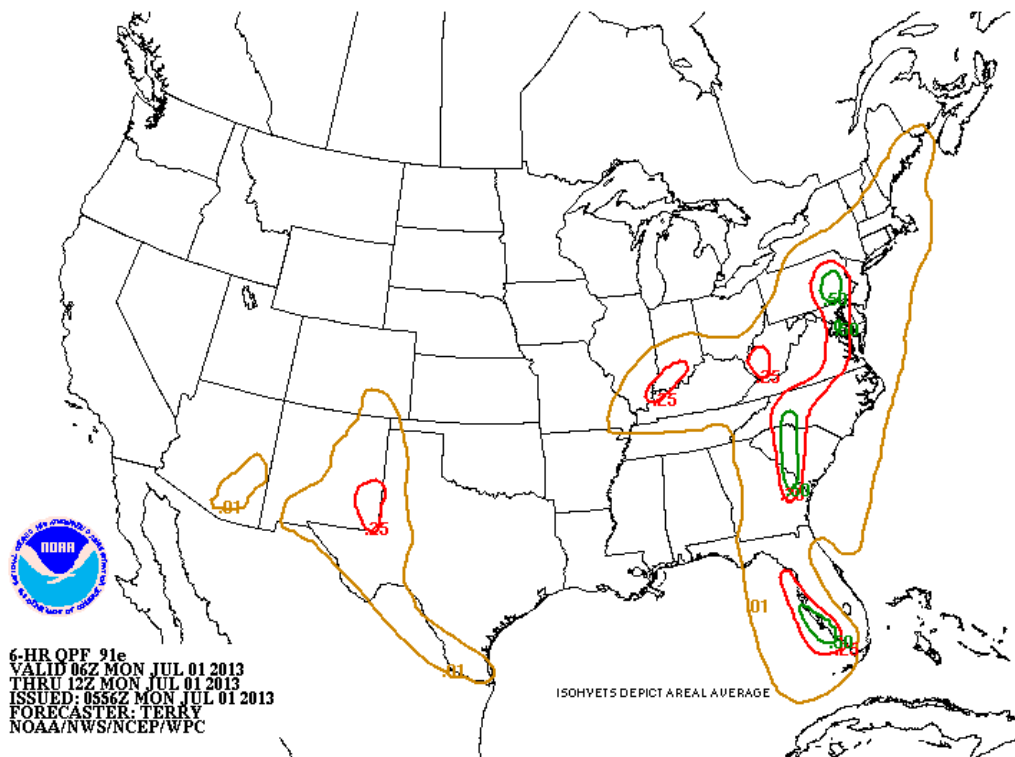 .50
.50
.25
.25
.50
.01
.25
NOAA
.01
.50
.25
.01
6-HR QPF 91e
VALID 06Z MON JUL 01 2013
THRU 12Z MON JUL 01 2013
ISSUED: 0556Z MON JUL 01 2013
FORECASTER: TERRY
NOAA/NWS/NCEP/WPC
ISOHYETS DEPICT AREAL AVERAGE